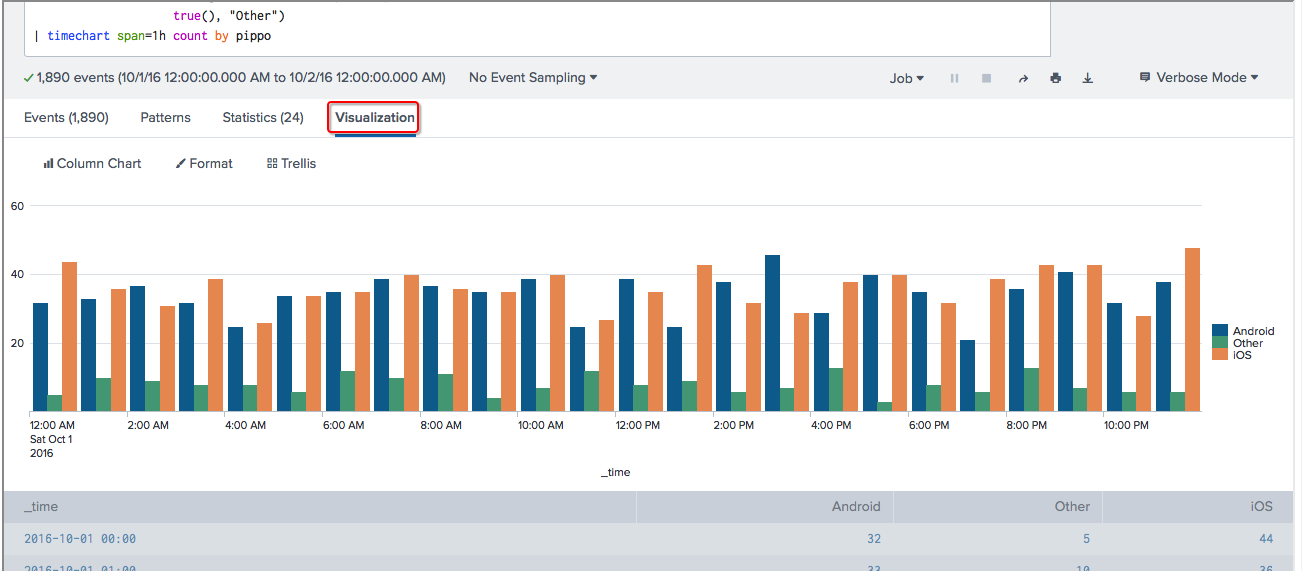 true(), "Other")
| timechart span=1h count by pippo
1,890 events (10/1/16 12:00:00.000 AM to 10/2/16 12:00:00.000 AM) No Event Sampling Job Verbose Mode
Events (1,890) Patterns Statistics (24) Visualization
Column Chart Format Trellis
60
40
20
Android
Other
iOS
12:00 AM 2:00 AM 4:00 AM 6:00 AM 8:00 AM 10:00 AM 12:00 PM 2:00 PM 4:00 PM 6:00 PM 8:00 PM 10:00 PM
Sat Oct 1
2016
_time
_time Android Other iOS
2016-10-01 00:00 32 5 44
2016-10-01 01:00 33 10 36